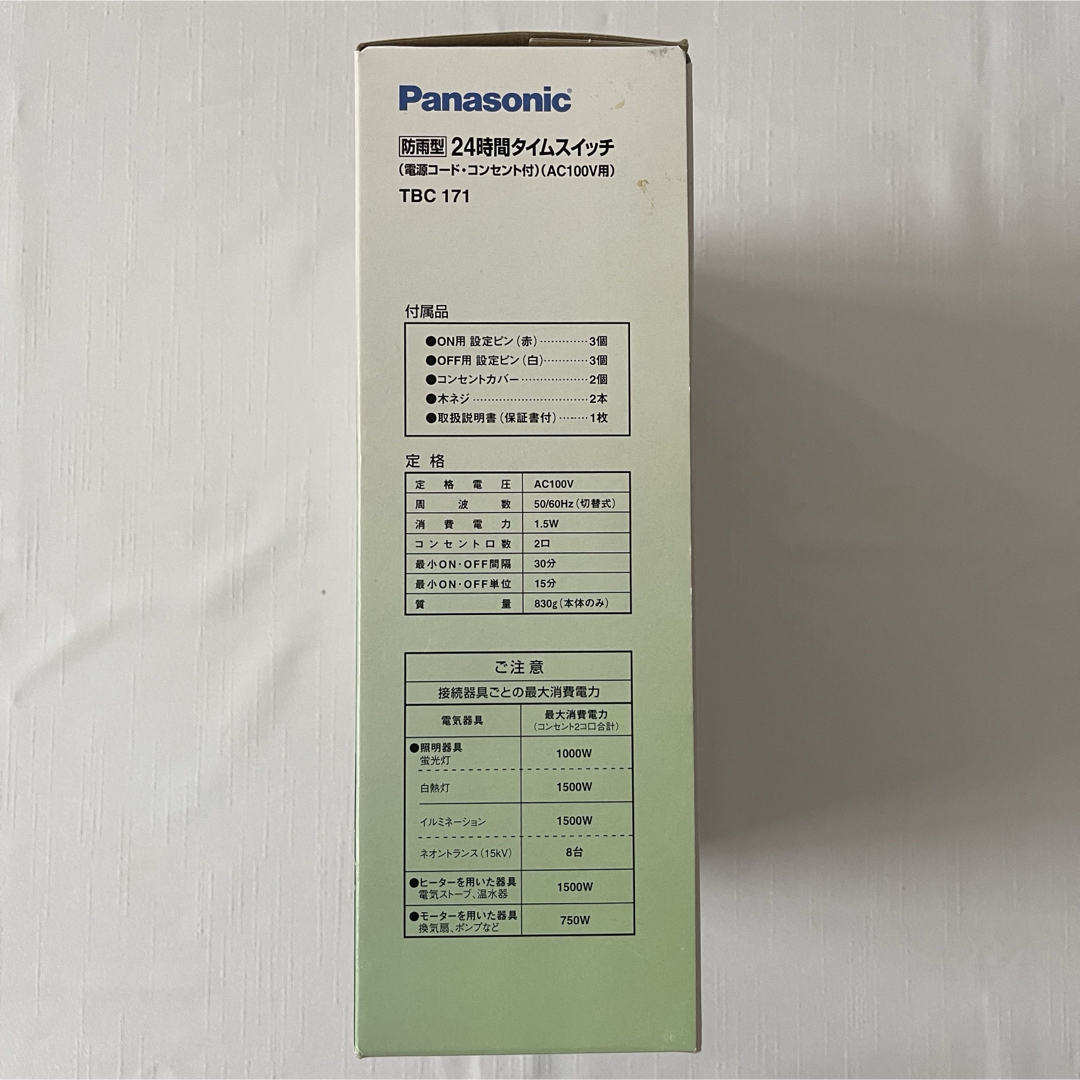 Panasonic
防雨型 24時間タイムスイッチ
(電源コード・コンセント付)(AC100V用)
TBC 171
付属品
●ON用 設定ピン(赤)…………3個
●OFF用 設定ピン(白)…………3個
●コンセントカバー………………2個
●木ネジ…………………………2本
●取扱説明書(保証書付)………1枚
定格
定格電圧 AC100V
周波数 50/60Hz(切替式)
消費電力 1.5W
コンセント口数 2口
最小ON・OFF間隔 30分
最小ON・OFF単位 15分
質量 830g(本体のみ)
ご注意
接続器具ごとの最大消費電力
電気器具 最大消費電力
(コンセント2コ口合計)
●照明器具
蛍光灯 1000W
白熱灯 1500W
イルミネーション 1500W
ネオントランス(15kV) 8台
●ヒーターを用いた器具
電気ストーブ、温水器 1500W
●モーターを用いた器具
換気扇、ポンプなど 750W